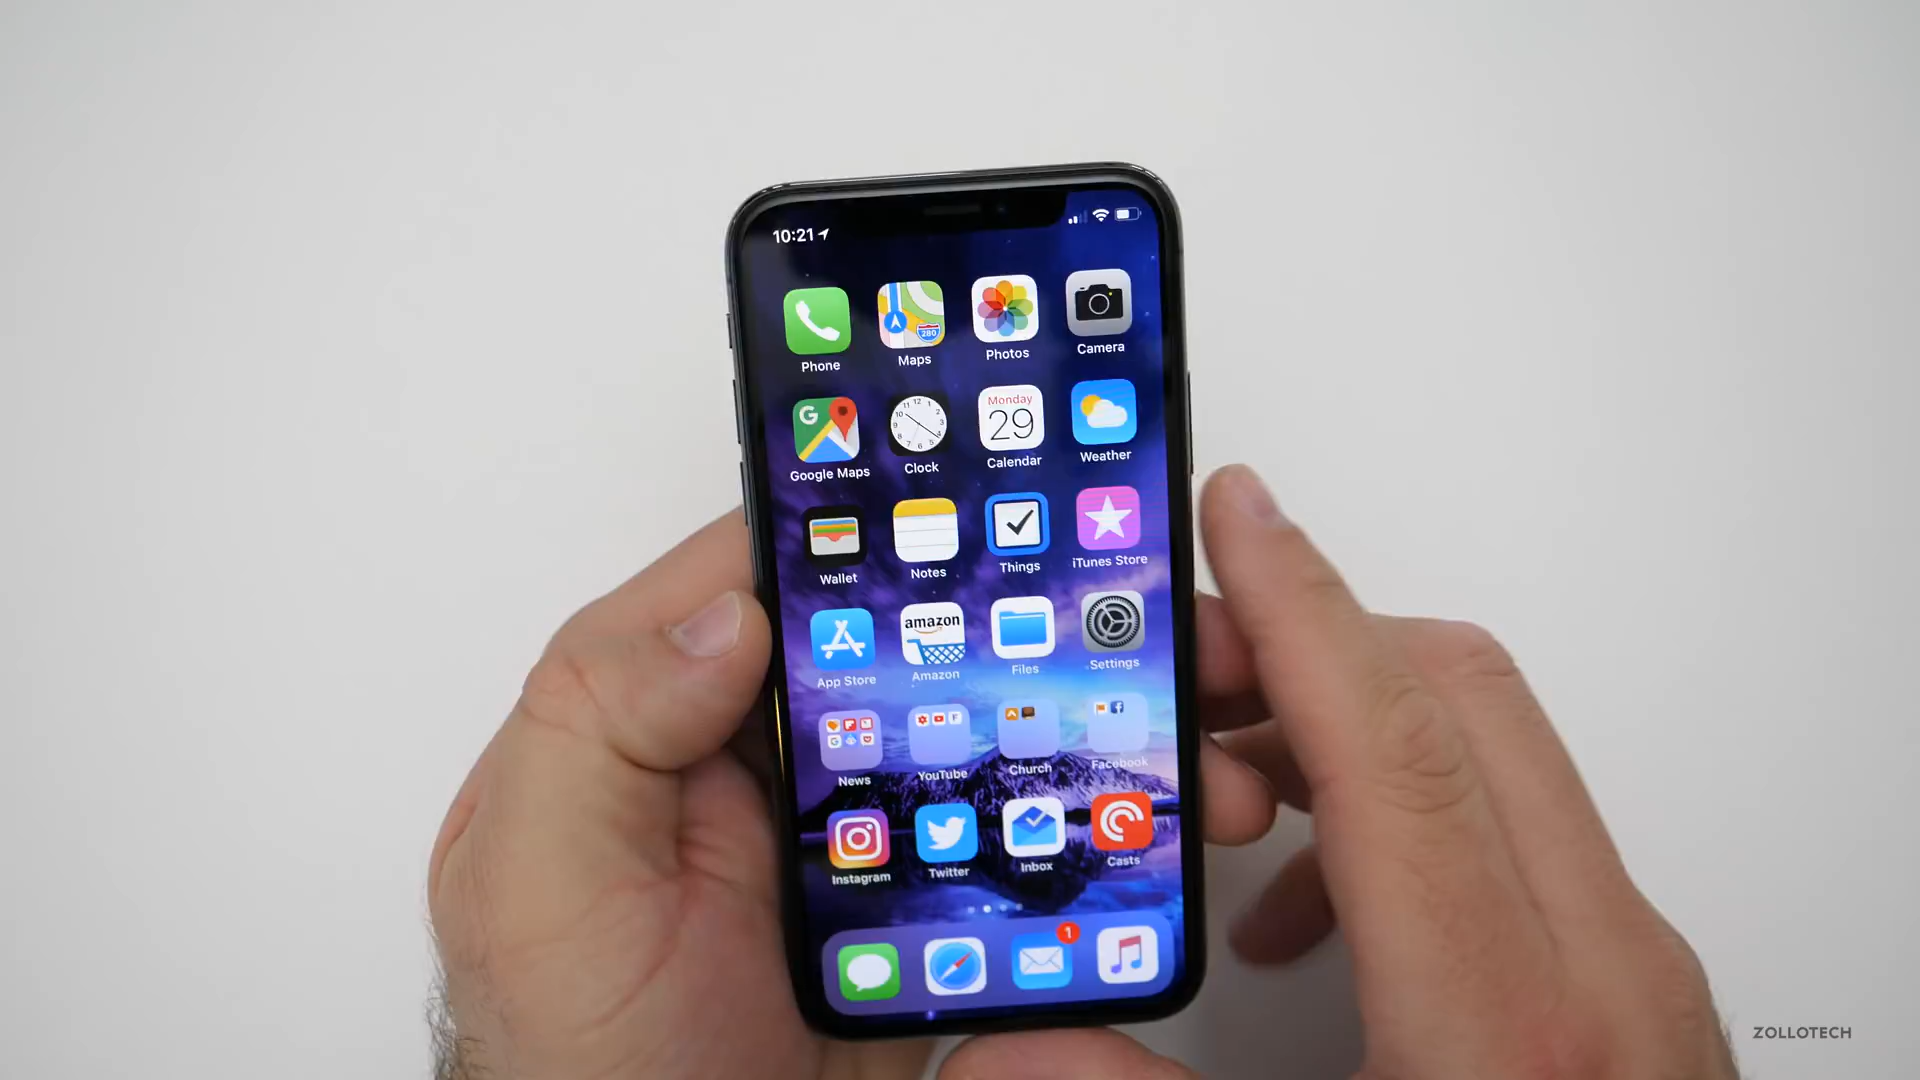 10:21
Phone
Maps
Photos
Camera
Google Maps
Clock
Monday
29
Calendar
Weather
Wallet
Notes
Things
iTunes Store
App Store
amazon
Amazon
Files
Settings
News
YouTube
Church
Facebook
Instagram
Twitter
Inbox
Casts
1
ZOLLOTECH